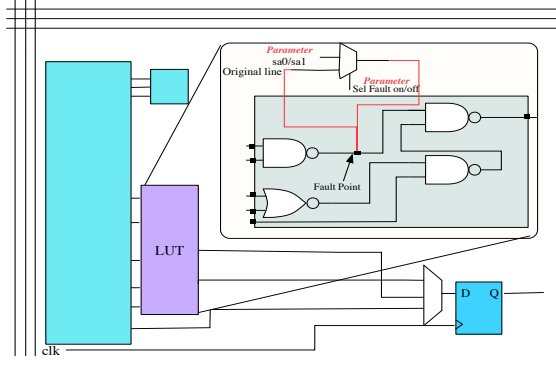 Parameter
sa0/sa1
Original line
Parameter
Sel Fault on/off
Fault Point
LUT
D Q
clk